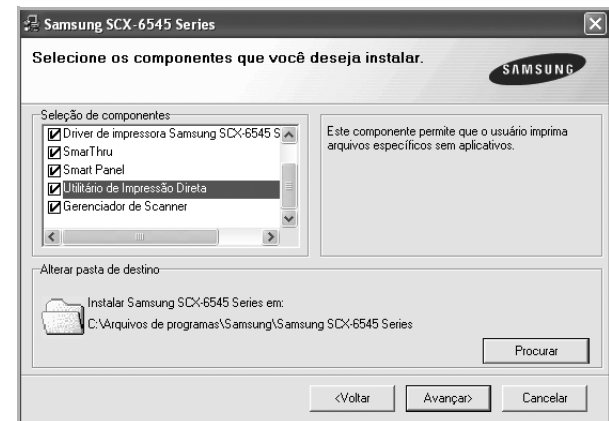 Samsung SCX-6545 Series
Selecione os componentes que você deseja instalar.
SAMSUNG
Seleção de componentes
Driver de impressora Samsung SCX-6545 S
SmarThru
Smart Panel
Utilitário de Impressão Direta
Gerenciador de Scanner
Este componente permite que o usuário imprima
arquivos específicos sem aplicativos.
Alterar pasta de destino
Instalar Samsung SCX-6545 Series em:
C:\Arquivos de programas\Samsung\Samsung SCX-6545 Series
Procurar
<Voltar
Avançar>
Cancelar